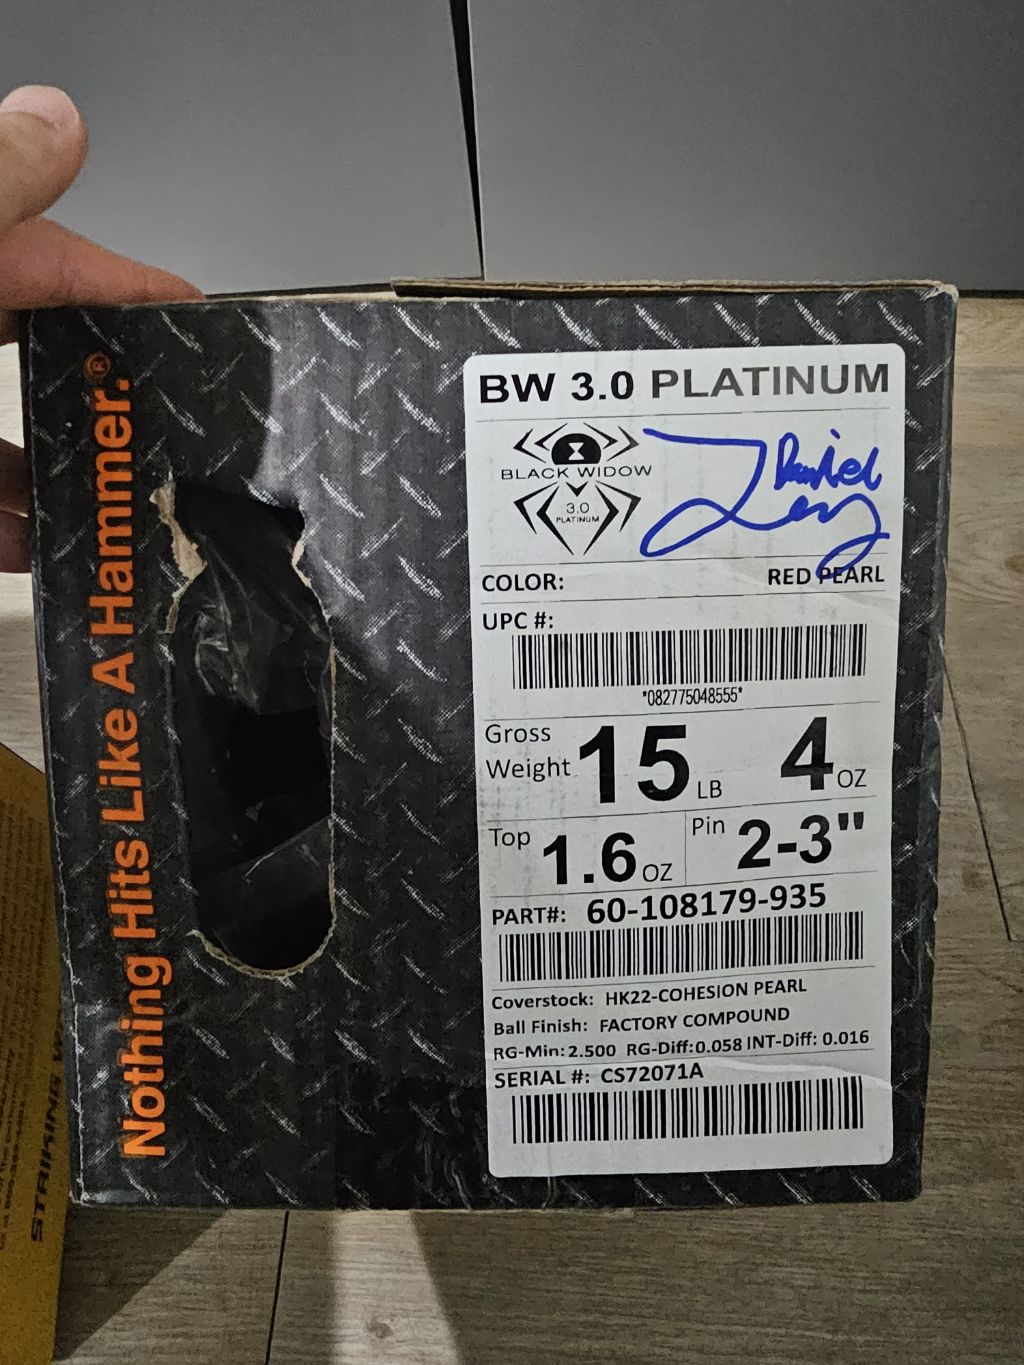 Nothing Hits Like A Hammer.®
BW 3.0 PLATINUM
BLACK WIDOW
3.0
PLATINUM
Daniel
COLOR: RED PEARL
UPC #:
*082775048555*
Gross Weight 15 LB 4 OZ
Top 1.6 OZ Pin 2-3"
PART#: 60-108179-935
Coverstock: HK22-COHESION PEARL
Ball Finish: FACTORY COMPOUND
RG-Min: 2.500 RG-Diff: 0.058 INT-Diff: 0.016
SERIAL #: CS72071A
STRIKING